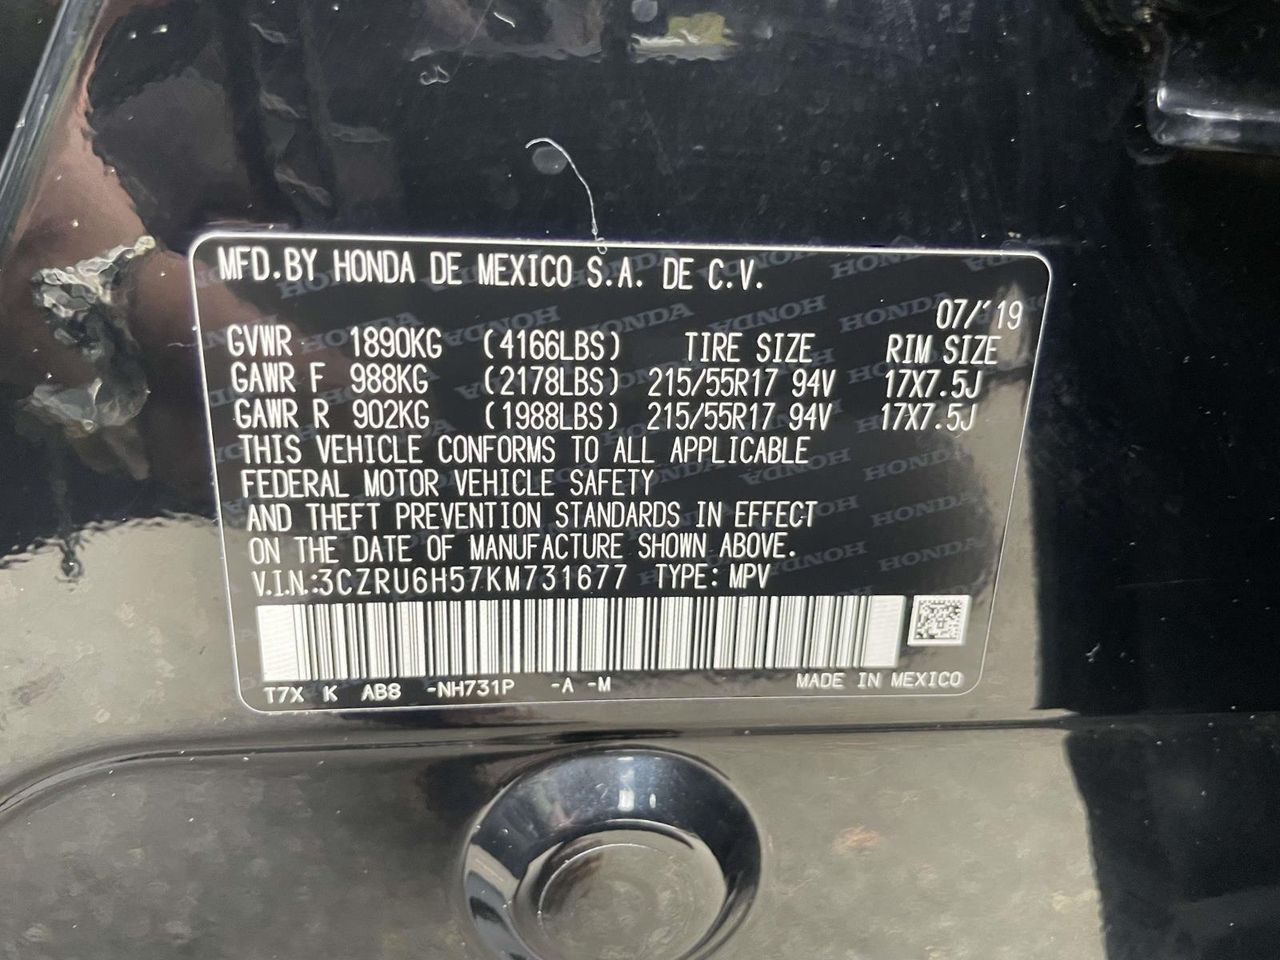 MFD.BY HONDA DE MEXICO S.A. DE C.V.
07/'19
GVWR 1890KG (4166LBS) TIRE SIZE RIM SIZE
GAWR F 988KG (2178LBS) 215/55R17 94V 17X7.5J
GAWR R 902KG (1988LBS) 215/55R17 94V 17X7.5J
THIS VEHICLE CONFORMS TO ALL APPLICABLE
FEDERAL MOTOR VEHICLE SAFETY
AND THEFT PREVENTION STANDARDS IN EFFECT
ON THE DATE OF MANUFACTURE SHOWN ABOVE.
V.I.N.:3CZRU6H57KM731677 TYPE: MPV
T7X K AB8 -NH731P -A -M MADE IN MEXICO